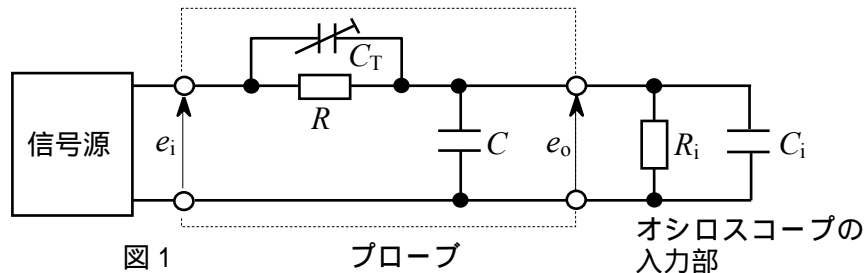 C_T
信号源
e_i
R
C
e_o
R_i
C_i
図1
プローブ
オシロスコープの
入力部